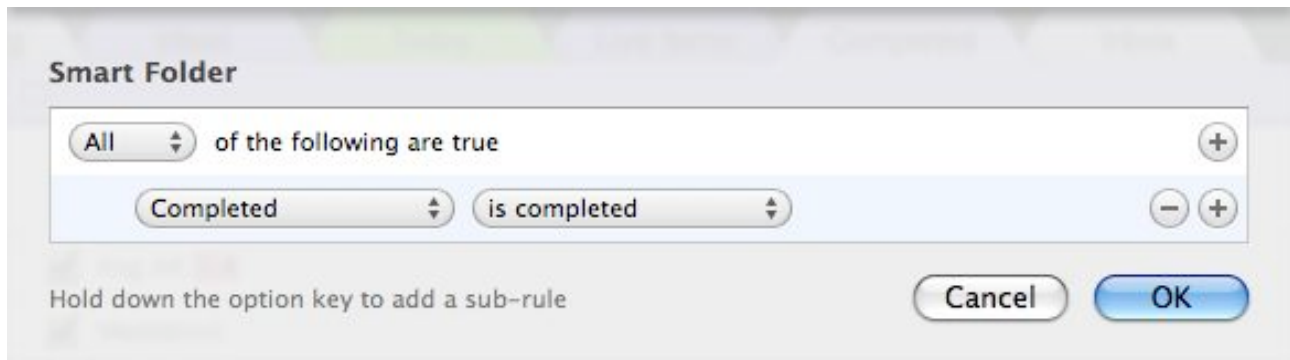 Smart Folder
All of the following are true
Completed is completed
Hold down the option key to add a sub-rule
Cancel OK